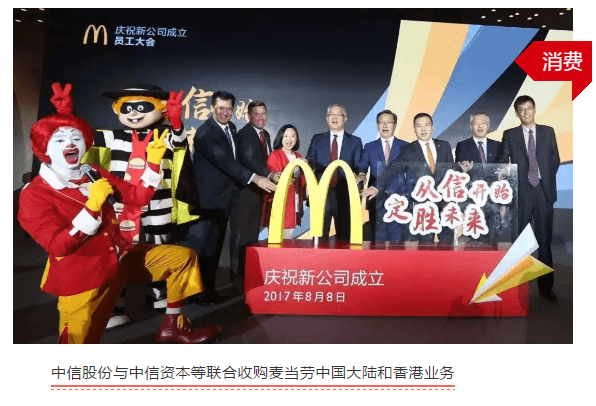 庆祝新公司成立
员工大会
消费
从信开始
定胜未来
庆祝新公司成立
2017年8月8日
中信股份与中信资本等联合收购麦当劳中国大陆和香港业务